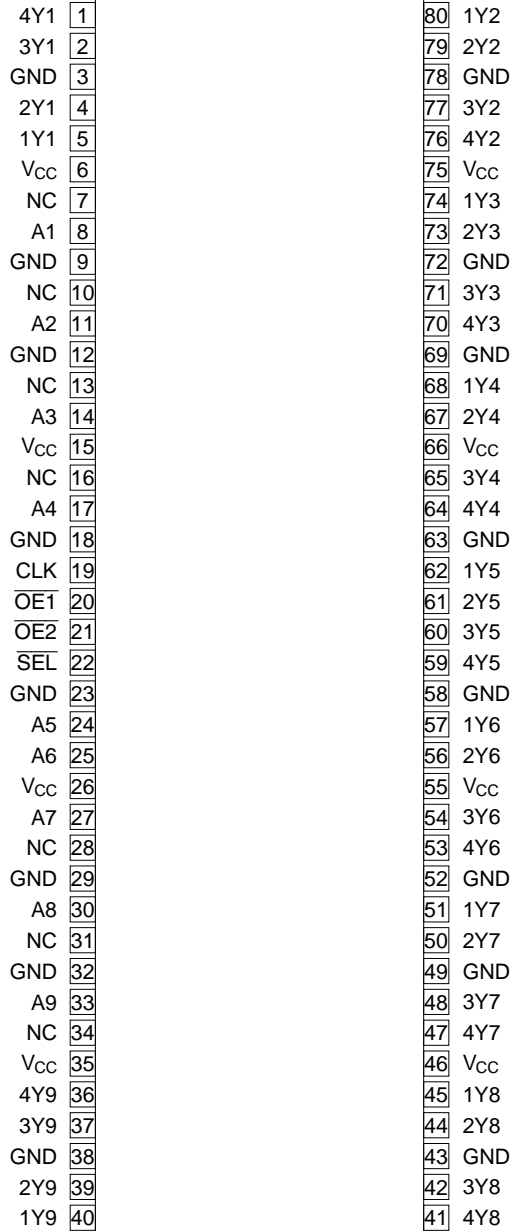 4Y1 1 80 1Y2
3Y1 2 79 2Y2
GND 3 78 GND
2Y1 4 77 3Y2
1Y1 5 76 4Y2
VCC 6 75 VCC
NC 7 74 1Y3
A1 8 73 2Y3
GND 9 72 GND
NC 10 71 3Y3
A2 11 70 4Y3
GND 12 69 GND
NC 13 68 1Y4
A3 14 67 2Y4
VCC 15 66 VCC
NC 16 65 3Y4
A4 17 64 4Y4
GND 18 63 GND
CLK 19 62 1Y5
O̅E̅1̅ 20 61 2Y5
O̅E̅2̅ 21 60 3Y5
S̅E̅L̅ 22 59 4Y5
GND 23 58 GND
A5 24 57 1Y6
A6 25 56 2Y6
VCC 26 55 VCC
A7 27 54 3Y6
NC 28 53 4Y6
GND 29 52 GND
A8 30 51 1Y7
NC 31 50 2Y7
GND 32 49 GND
A9 33 48 3Y7
NC 34 47 4Y7
VCC 35 46 VCC
4Y9 36 45 1Y8
3Y9 37 44 2Y8
GND 38 43 GND
2Y9 39 42 3Y8
1Y9 40 41 4Y8